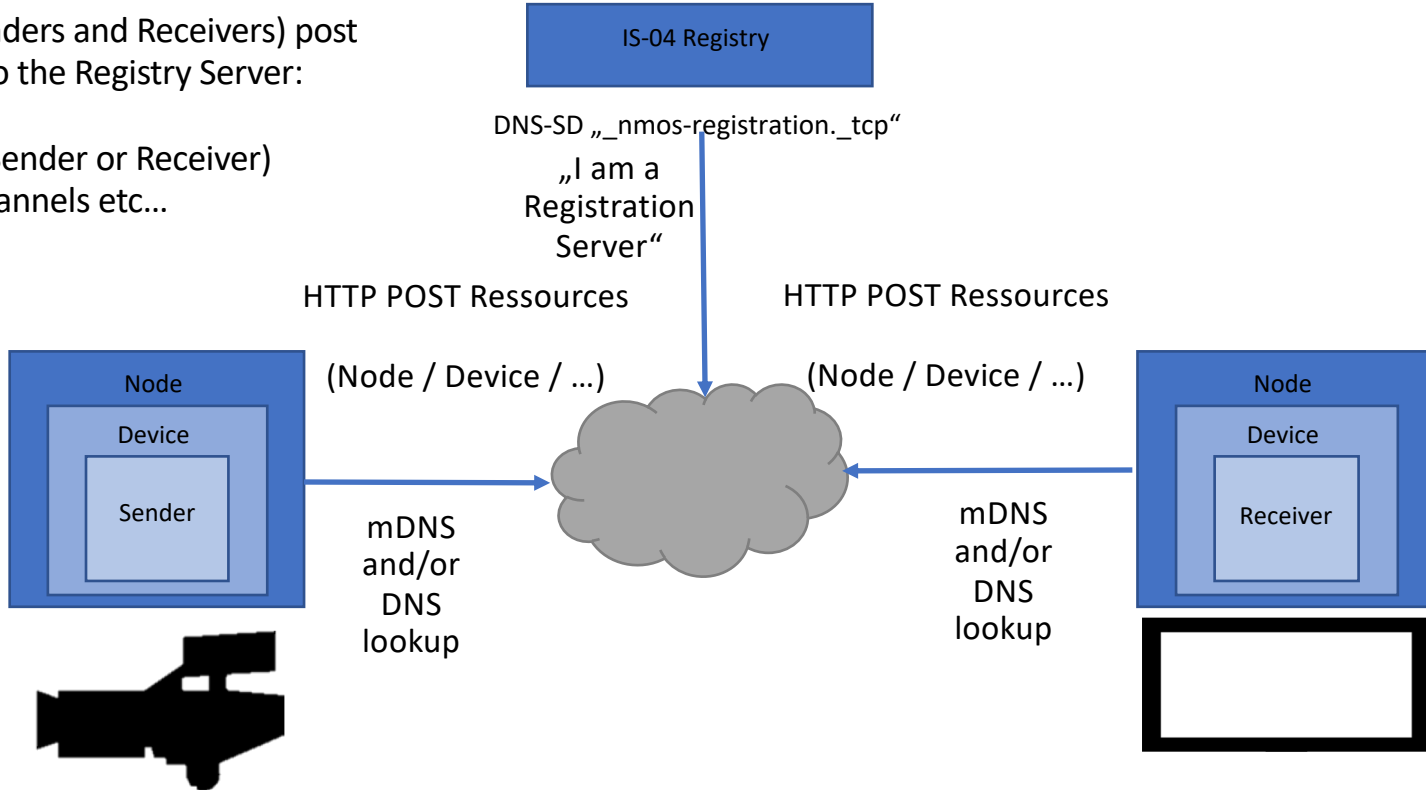 nders and Receivers) post
o the Registry Server:
ender or Receiver)
annels etc…
IS-04 Registry
DNS-SD „_nmos-registration._tcp“
„I am a
Registration
Server“
HTTP POST Ressources
(Node / Device / …)
HTTP POST Ressources
(Node / Device / …)
Node
Device
Sender
mDNS
and/or
DNS
lookup
mDNS
and/or
DNS
lookup
Node
Device
Receiver